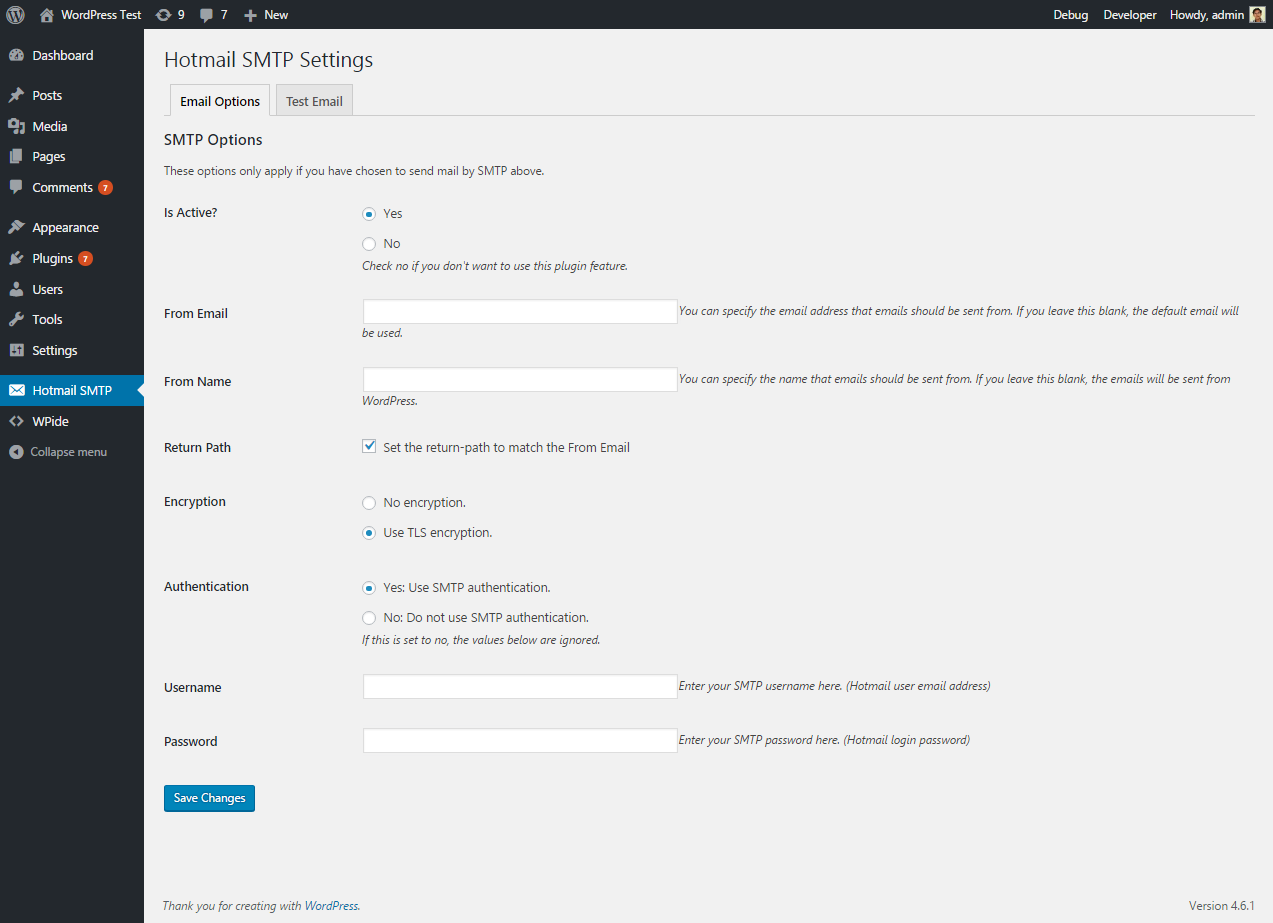 WordPress Test 9 7 New Debug Developer Howdy, admin
Dashboard
Posts
Media
Pages
Comments 7
Appearance
Plugins 7
Users
Tools
Settings
Hotmail SMTP
WPide
Collapse menu
Hotmail SMTP Settings
Email Options Test Email
SMTP Options
These options only apply if you have chosen to send mail by SMTP above.
Is Active? Yes
No
Check no if you don't want to use this plugin feature.
From Email You can specify the email address that emails should be sent from. If you leave this blank, the default email will
be used.
From Name You can specify the name that emails should be sent from. If you leave this blank, the emails will be sent from
WordPress.
Return Path Set the return-path to match the From Email
Encryption No encryption.
Use TLS encryption.
Authentication Yes: Use SMTP authentication.
No: Do not use SMTP authentication.
If this is set to no, the values below are ignored.
Username Enter your SMTP username here. (Hotmail user email address)
Password Enter your SMTP password here. (Hotmail login password)
Save Changes
Thank you for creating with WordPress. Version 4.6.1